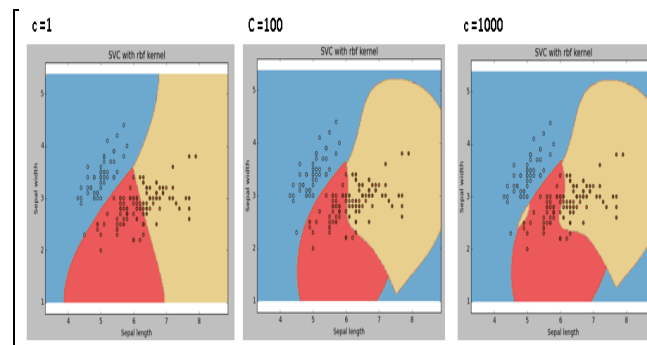 c=1
C=100
c=1000
SVC with rbf kernel
SVC with rbf kernel
SVC with rbf kernel
Sepal width
5
4
3
2
1
4 5 6 7 8
Sepal length
Sepal width
5
4
3
2
1
4 5 6 7 8
Sepal length
Sepal width
5
4
3
2
1
4 5 6 7 8
Sepal length